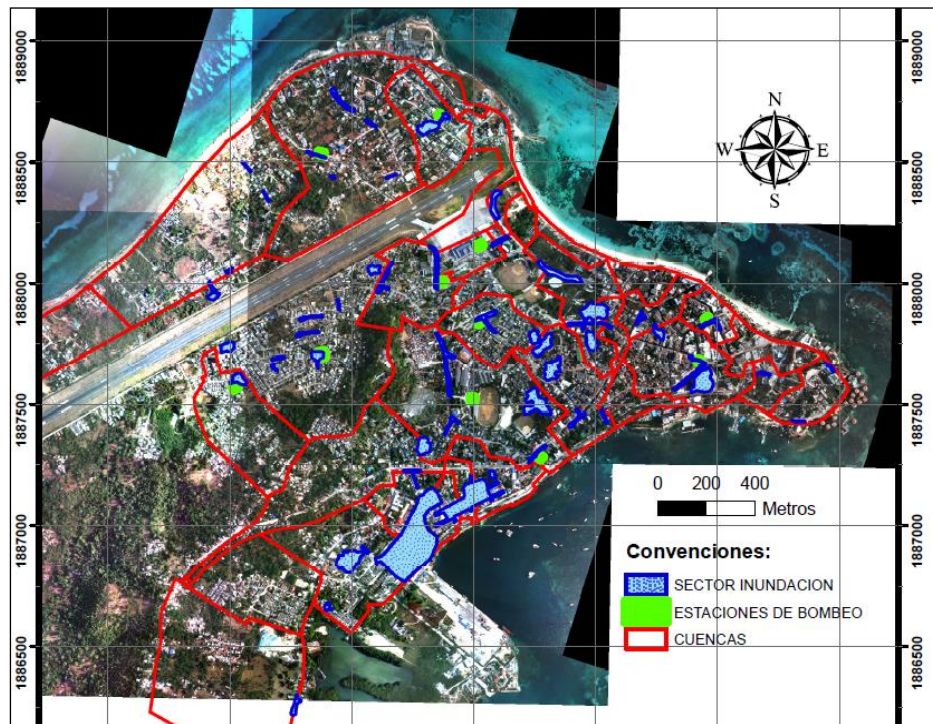 1889000
1889000
N
W E
S
1888500
1888500
1888000
1888000
1887500
1887500
0 200 400
Metros
1887000
1887000
Convenciones:
SECTOR INUNDACION
ESTACIONES DE BOMBEO
CUENCAS
1886500
1886500